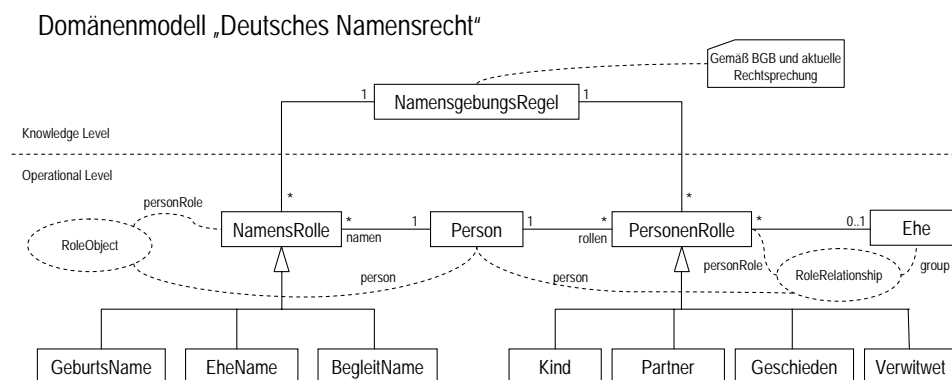 Domänenmodell „Deutsches Namensrecht“
Gemäß BGB und aktuelle
Rechtsprechung
1 NamensgebungsRegel 1
Knowledge Level
Operational Level
* *
personRole
NamensRolle * namen 1 Person 1 * rollen PersonenRolle * 0..1 Ehe
RoleObject
person person personRole RoleRelationship group
GeburtsName EheName BegleitName Kind Partner Geschieden Verwitwet